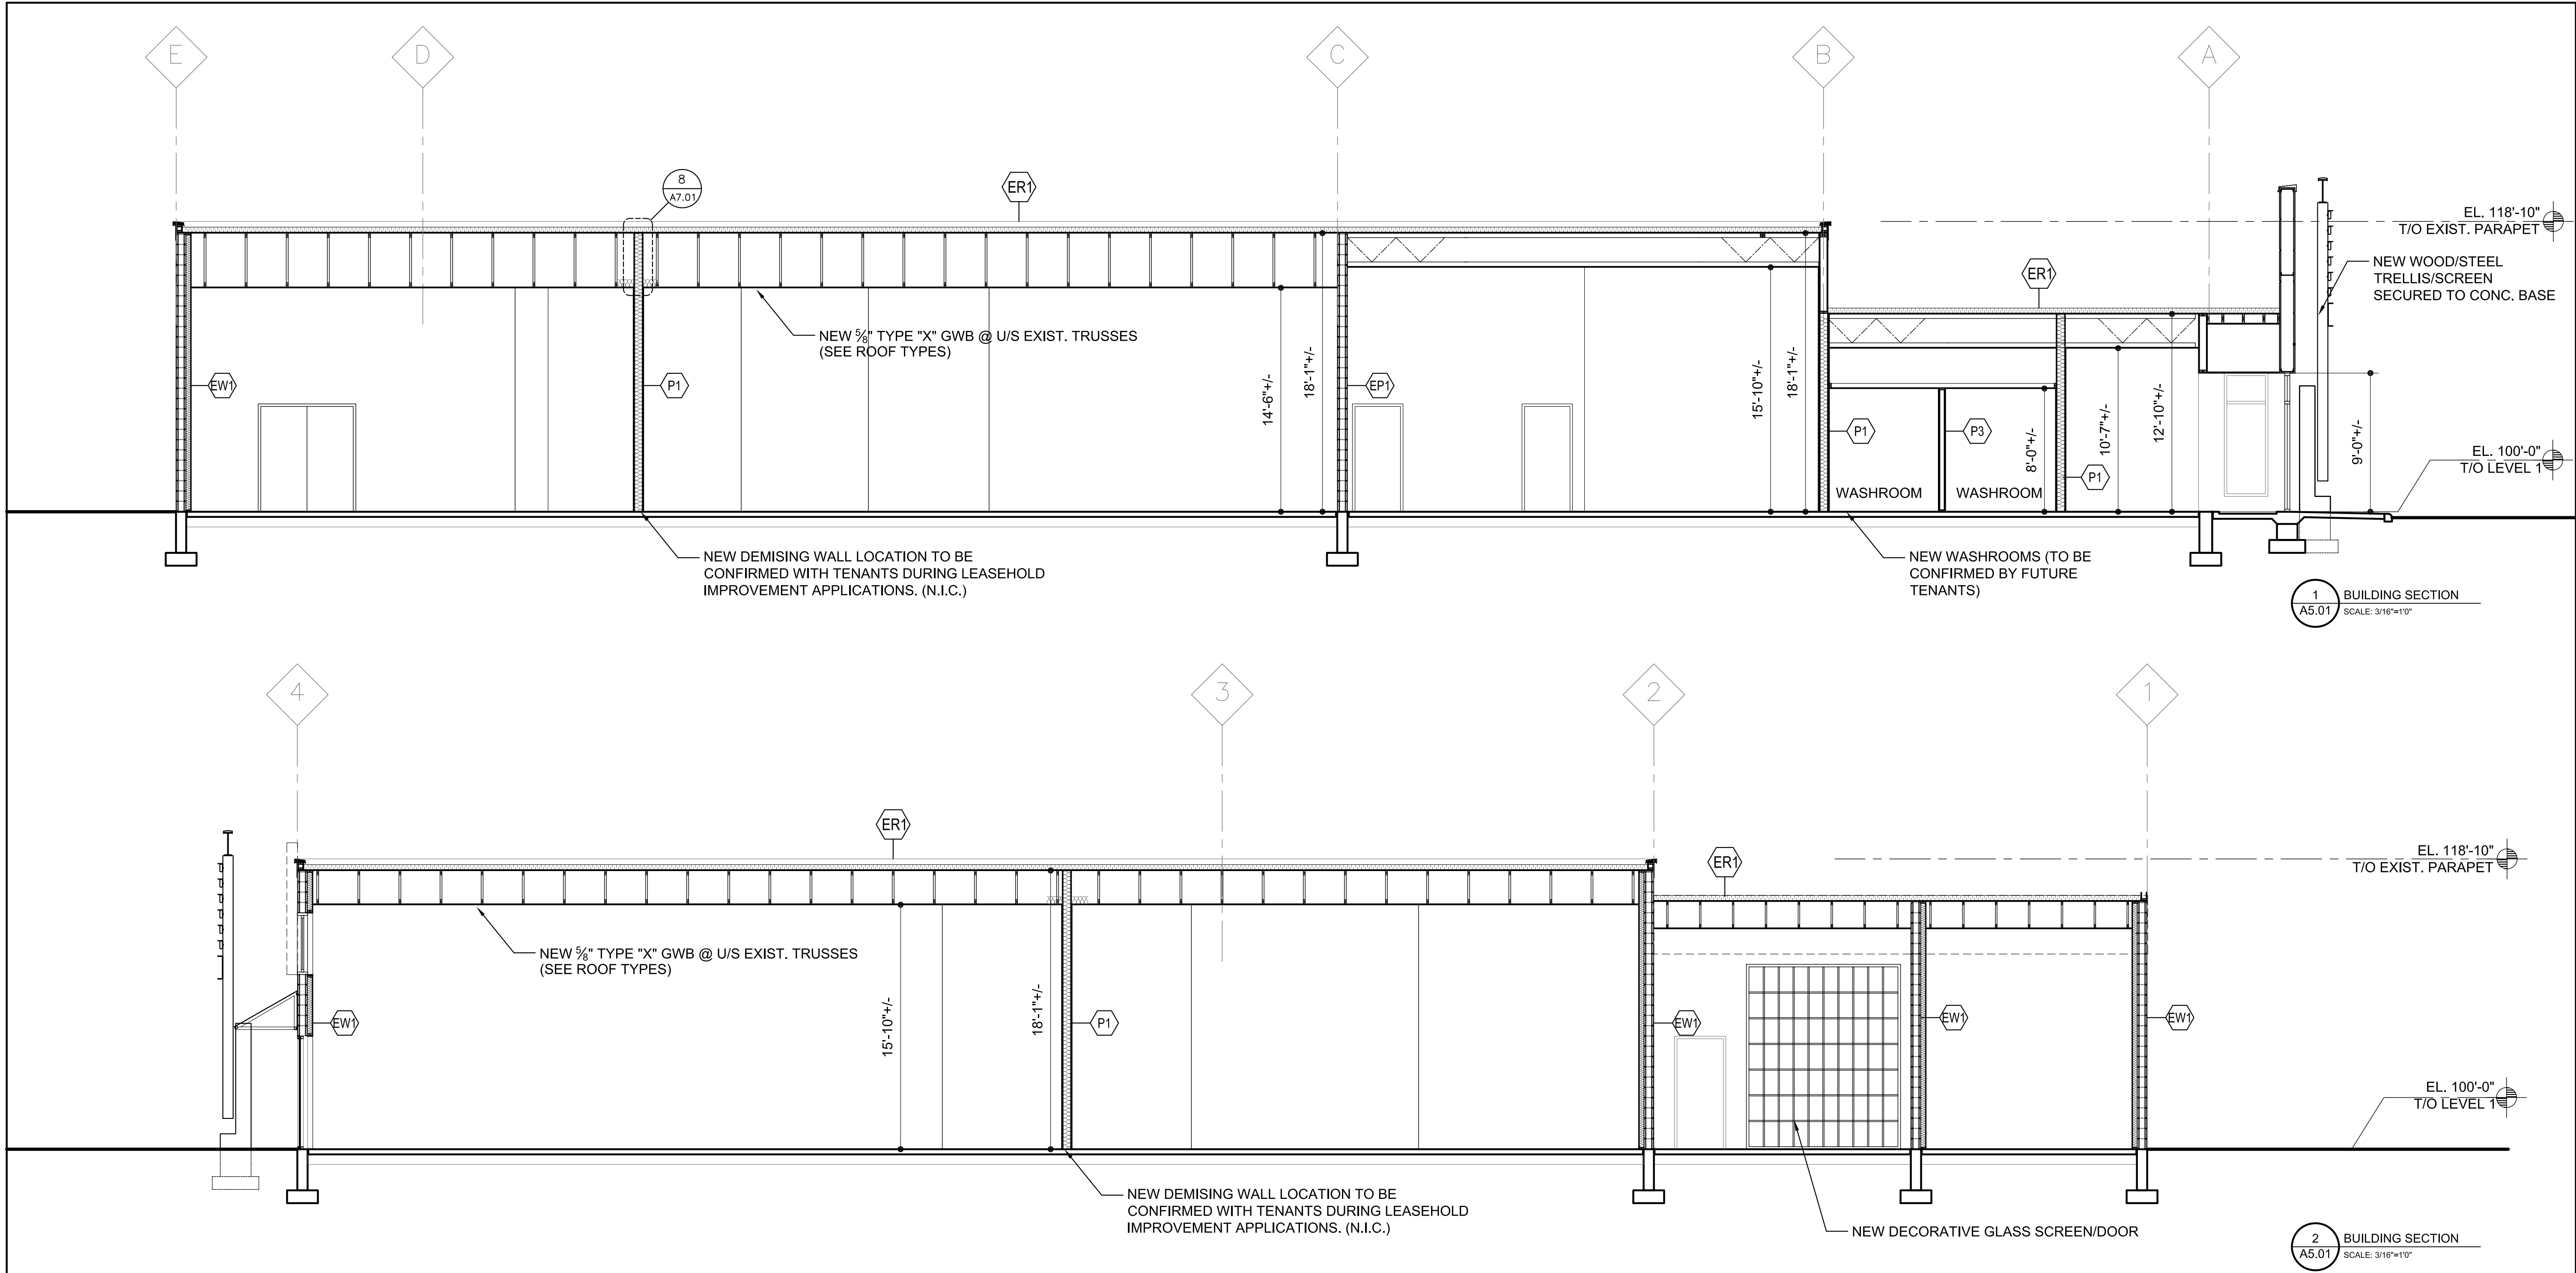 E
D
C
B
A
8
A7.01
ER1
EL. 118'-10"
T/O EXIST. PARAPET
NEW WOOD/STEEL
TRELLIS/SCREEN
SECURED TO CONC. BASE
ER1
NEW ⅝" TYPE "X" GWB @ U/S EXIST. TRUSSES
(SEE ROOF TYPES)
EW1
P1
14'-6"+/-
18'-1"+/-
EP1
15'-10"+/-
18'-1"+/-
P1
P3
8'-0"+/-
10'-7"+/-
12'-10"+/-
9'-0"+/-
P1
WASHROOM
WASHROOM
EL. 100'-0"
T/O LEVEL 1
NEW DEMISING WALL LOCATION TO BE
CONFIRMED WITH TENANTS DURING LEASEHOLD
IMPROVEMENT APPLICATIONS. (N.I.C.)
NEW WASHROOMS (TO BE
CONFIRMED BY FUTURE
TENANTS)
1
A5.01
BUILDING SECTION
SCALE: 3/16"=1'0"
4
3
2
1
ER1
ER1
EL. 118'-10"
T/O EXIST. PARAPET
NEW ⅝" TYPE "X" GWB @ U/S EXIST. TRUSSES
(SEE ROOF TYPES)
EW1
15'-10"+/-
18'-1"+/-
P1
EW1
EW1
EW1
EL. 100'-0"
T/O LEVEL 1
NEW DEMISING WALL LOCATION TO BE
CONFIRMED WITH TENANTS DURING LEASEHOLD
IMPROVEMENT APPLICATIONS. (N.I.C.)
NEW DECORATIVE GLASS SCREEN/DOOR
2
A5.01
BUILDING SECTION
SCALE: 3/16"=1'0"